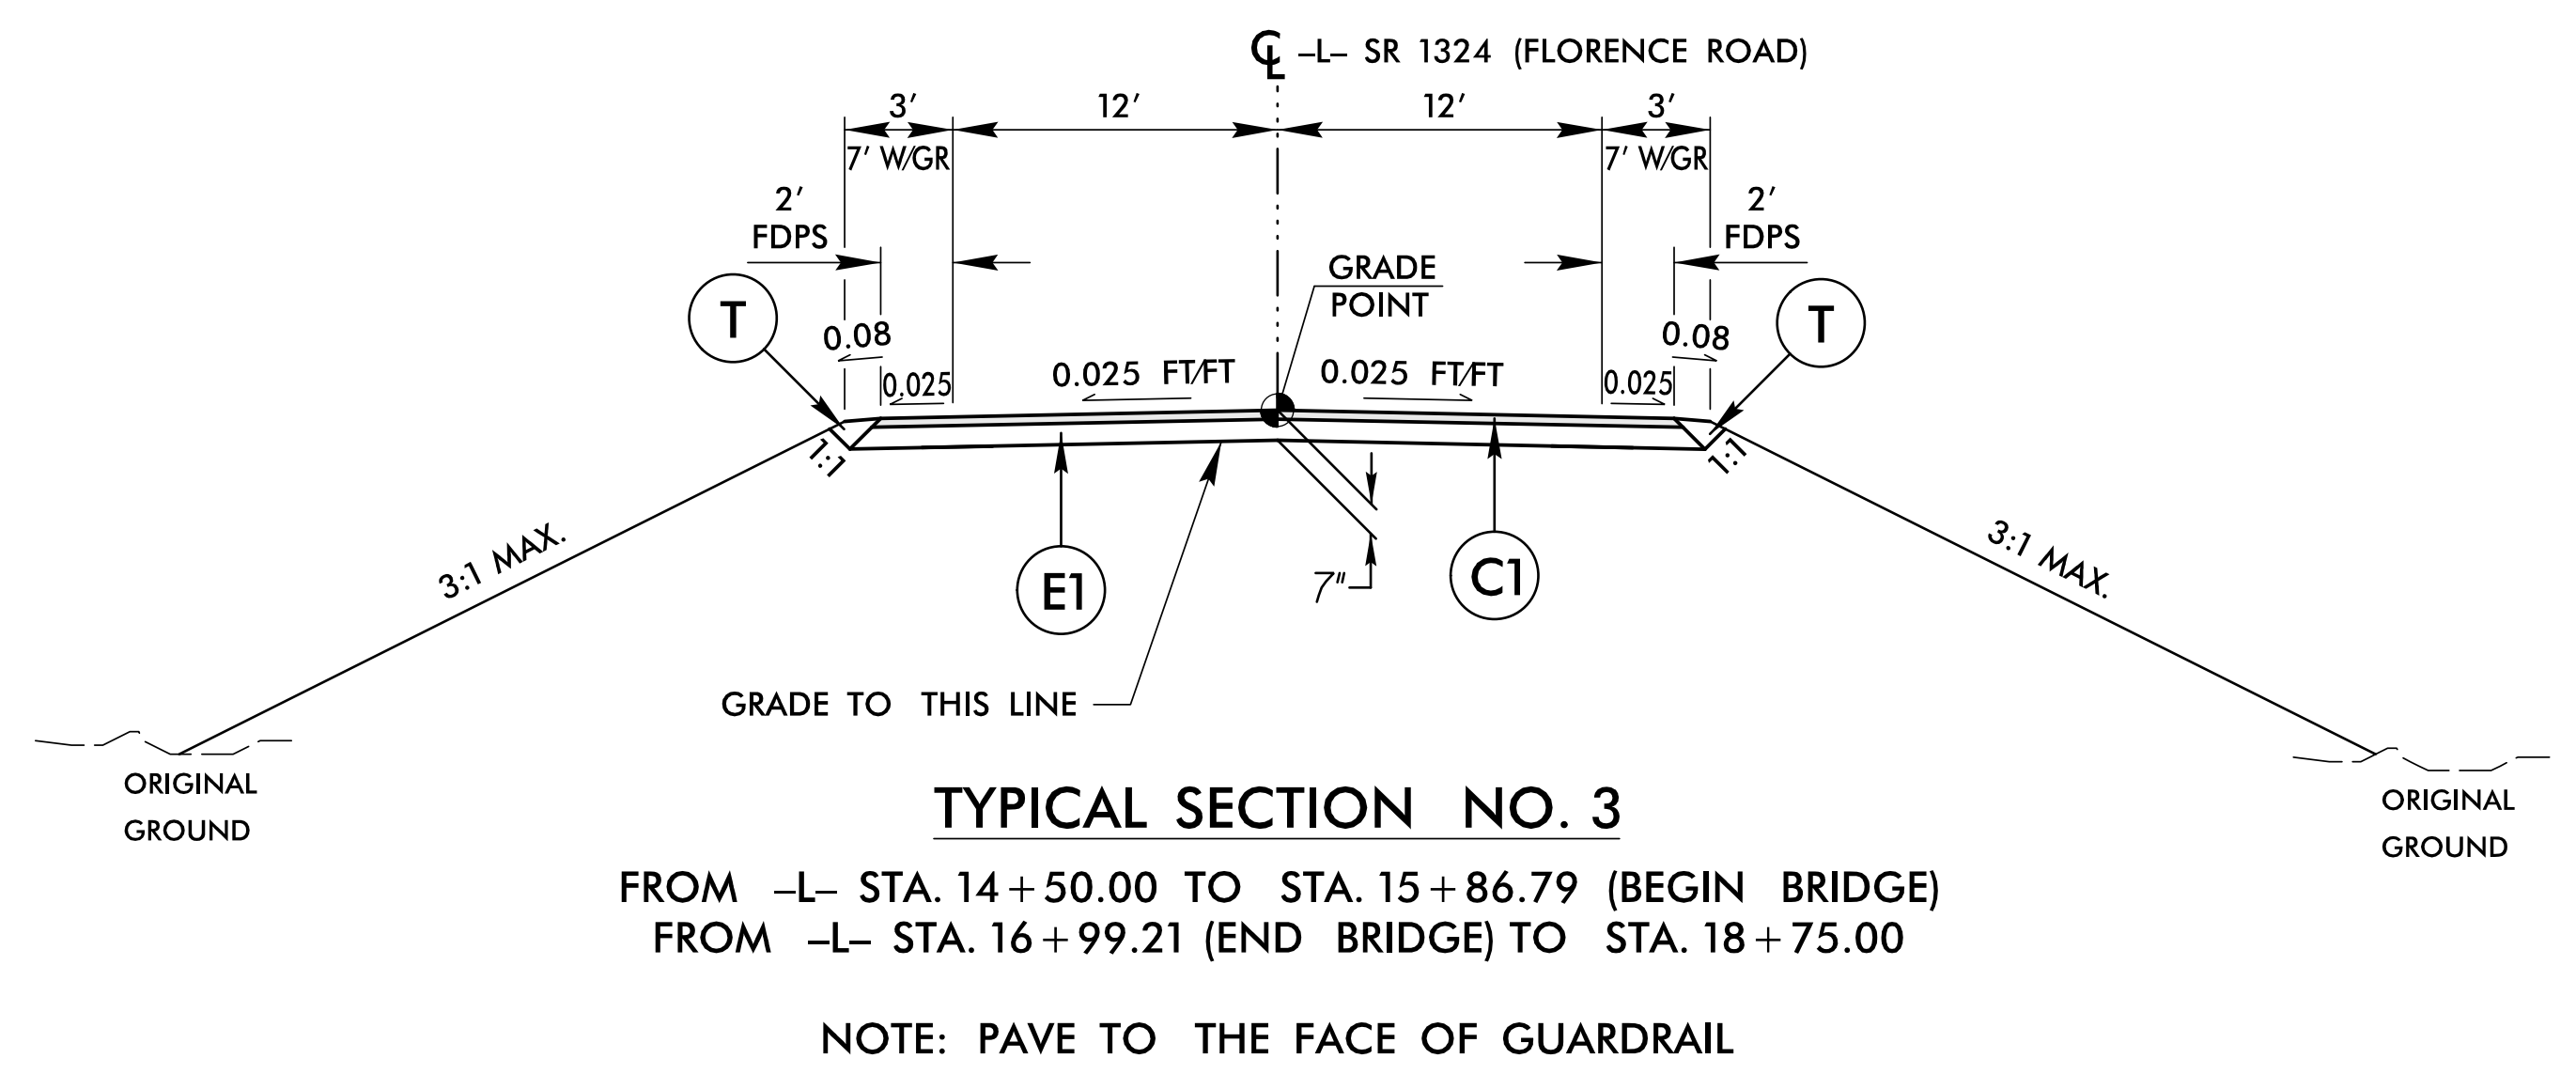 ℄ –L– SR 1324 (FLORENCE ROAD)
3' 12' 12' 3'
7' W/GR 7' W/GR
2' 2'
FDPS FDPS
GRADE
POINT
T T
0.08 0.08
0.025 0.025 FT/FT 0.025 FT/FT 0.025
1:1 1:1
3:1 MAX. 3:1 MAX.
E1 7" C1
GRADE TO THIS LINE
ORIGINAL
GROUND
ORIGINAL
GROUND
TYPICAL SECTION NO. 3
FROM –L– STA. 14+50.00 TO STA. 15+86.79 (BEGIN BRIDGE)
FROM –L– STA. 16+99.21 (END BRIDGE) TO STA. 18+75.00
NOTE: PAVE TO THE FACE OF GUARDRAIL